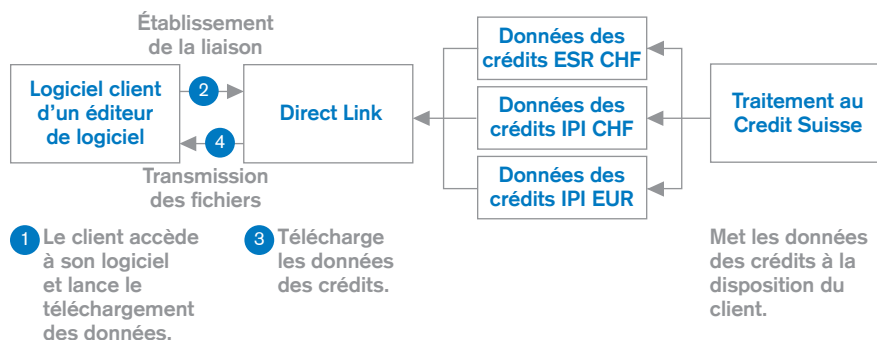 Établissement
de la liaison
Logiciel client
d'un éditeur
de logiciel
2
4
Direct Link
Transmission
des fichiers
Données des
crédits ESR CHF
Données des
crédits IPI CHF
Données des
crédits IPI EUR
Traitement au
Credit Suisse
1 Le client accède
à son logiciel
et lance le
téléchargement
des données.
3 Télécharge
les données
des crédits.
Met les données
des crédits à la
disposition du
client.